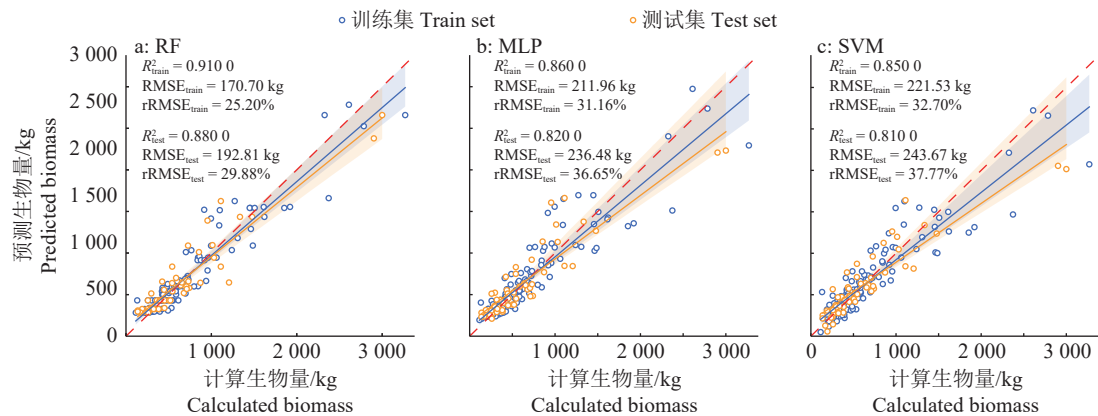 训练集 Train set
测试集 Test set
a: RF
R²train = 0.910 0
RMSEtrain = 170.70 kg
rRMSEtrain = 25.20%
R²test = 0.880 0
RMSEtest = 192.81 kg
rRMSEtest = 29.88%
b: MLP
R²train = 0.860 0
RMSEtrain = 211.96 kg
rRMSEtrain = 31.16%
R²test = 0.820 0
RMSEtest = 236.48 kg
rRMSEtest = 36.65%
c: SVM
R²train = 0.850 0
RMSEtrain = 221.53 kg
rRMSEtrain = 32.70%
R²test = 0.810 0
RMSEtest = 243.67 kg
rRMSEtest = 37.77%
预测生物量/kg
Predicted biomass
3 000
2 500
2 000
1 500
1 000
500
0
1 000
2 000
3 000
计算生物量/kg
Calculated biomass
1 000
2 000
3 000
计算生物量/kg
Calculated biomass
0
1 000
2 000
3 000
计算生物量/kg
Calculated biomass